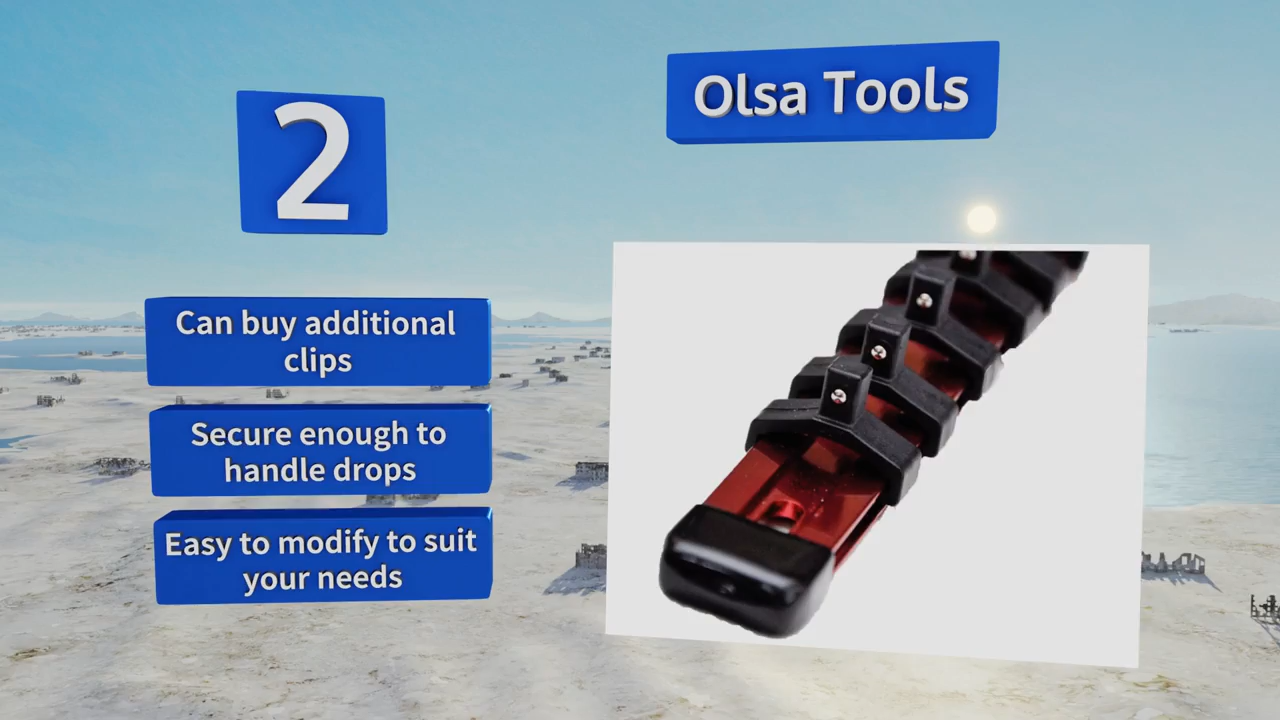 2
Olsa Tools
Can buy additional
clips
Secure enough to
handle drops
Easy to modify to suit
your needs